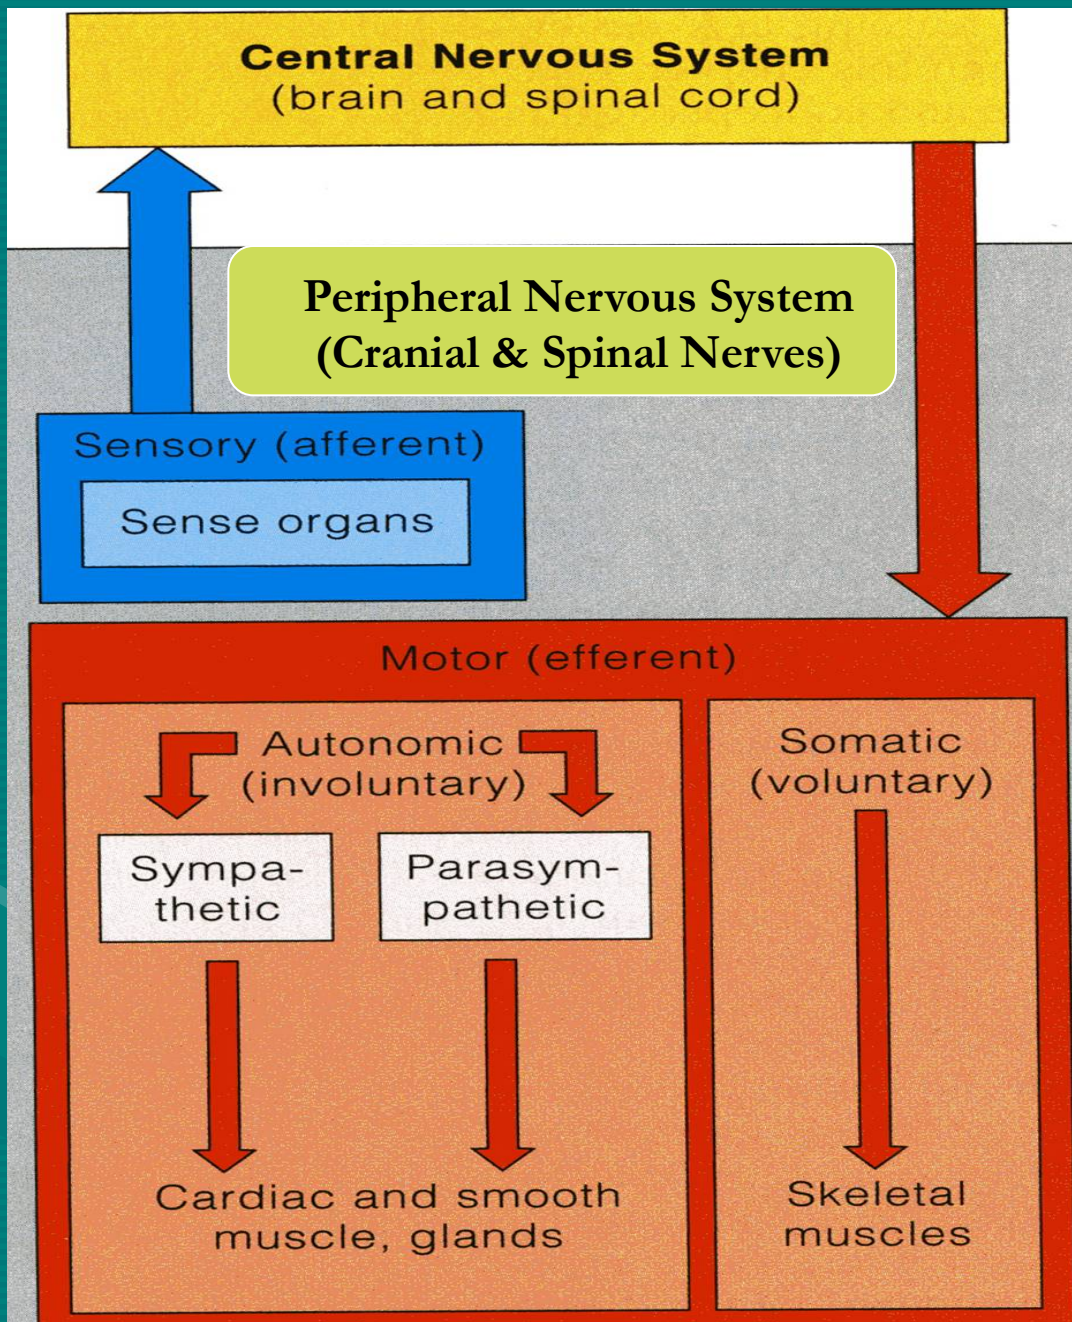 Central Nervous System
(brain and spinal cord)
Peripheral Nervous System
(Cranial & Spinal Nerves)
Sensory (afferent)
Sense organs
Motor (efferent)
Autonomic
(involuntary)
Sympa-
thetic
Parasym-
pathetic
Cardiac and smooth
muscle, glands
Somatic
(voluntary)
Skeletal
muscles